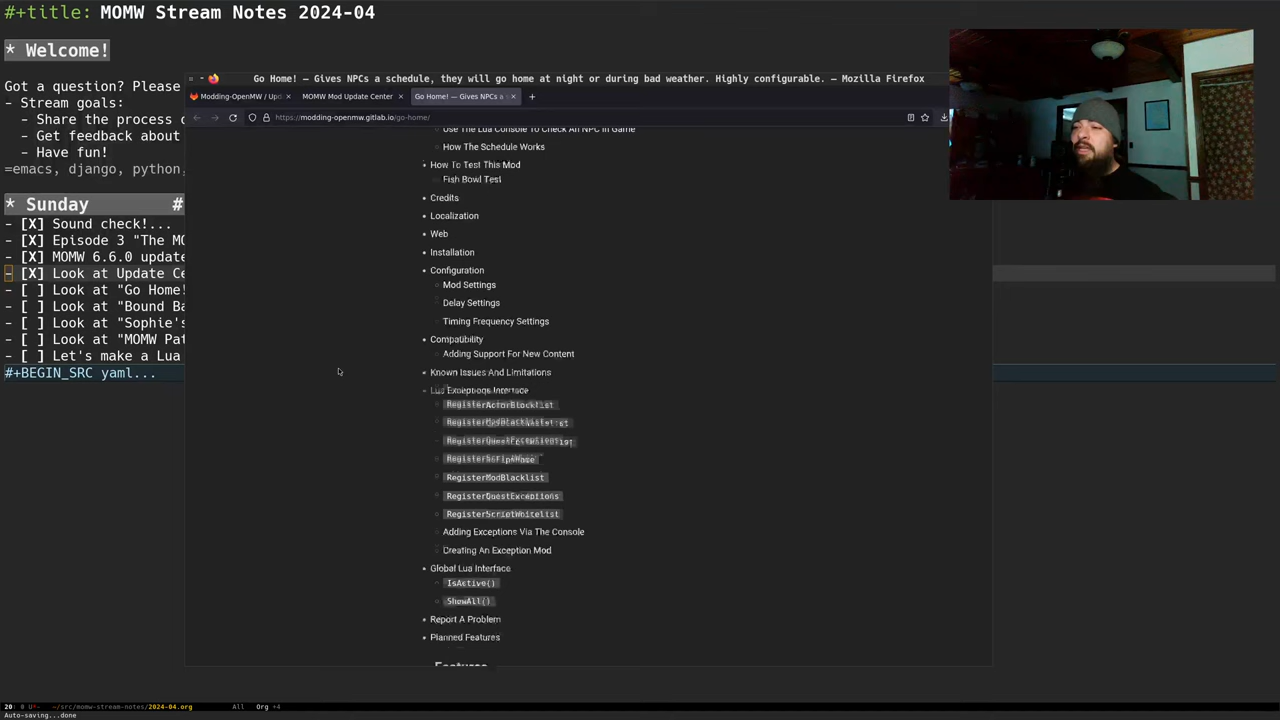 #+title: MOMW Stream Notes 2024-04
* Welcome!
Got a question? Please
- Stream goals:
- Share the process
- Get feedback about
- Have fun!
=emacs, django, python,
* Sunday #
- [X] Sound check!...
- [X] Episode 3 "The MO
- [X] MOMW 6.6.0 update
- [X] Look at Update Ce
- [ ] Look at "Go Home!
- [ ] Look at "Bound Ba
- [ ] Look at "Sophie's
- [ ] Look at "MOMW Pat
- [ ] Let's make a Lua
#+BEGIN_SRC yaml...
Go Home! — Gives NPCs a schedule, they will go home at night or during bad weather. Highly configurable. — Mozilla Firefox
Modding-OpenMW / Upd
MOMW Mod Update Center
Go Home! — Gives NPCs a s
https://modding-openmw.gitlab.io/go-home/
Use The Lua Console To Check An NPC In Game
How The Schedule Works
How To Test This Mod
Fish Bowl Test
Credits
Localization
Web
Installation
Configuration
Mod Settings
Delay Settings
Timing Frequency Settings
Compatibility
Adding Support For New Content
Known Issues And Limitations
Lua Exceptions Interface
RegisterActorBlacklist
RegisterModBlacklist
RegisterQuestExceptions
RegisterScriptWhitelist
Adding Exceptions Via The Console
Creating An Exception Mod
Global Lua Interface
IsActive()
ShowAll()
Report A Problem
Planned Features
Features
20: 0 U*- ~/src/momw-stream-notes/2024-04.org All Org +4
Auto-saving...done